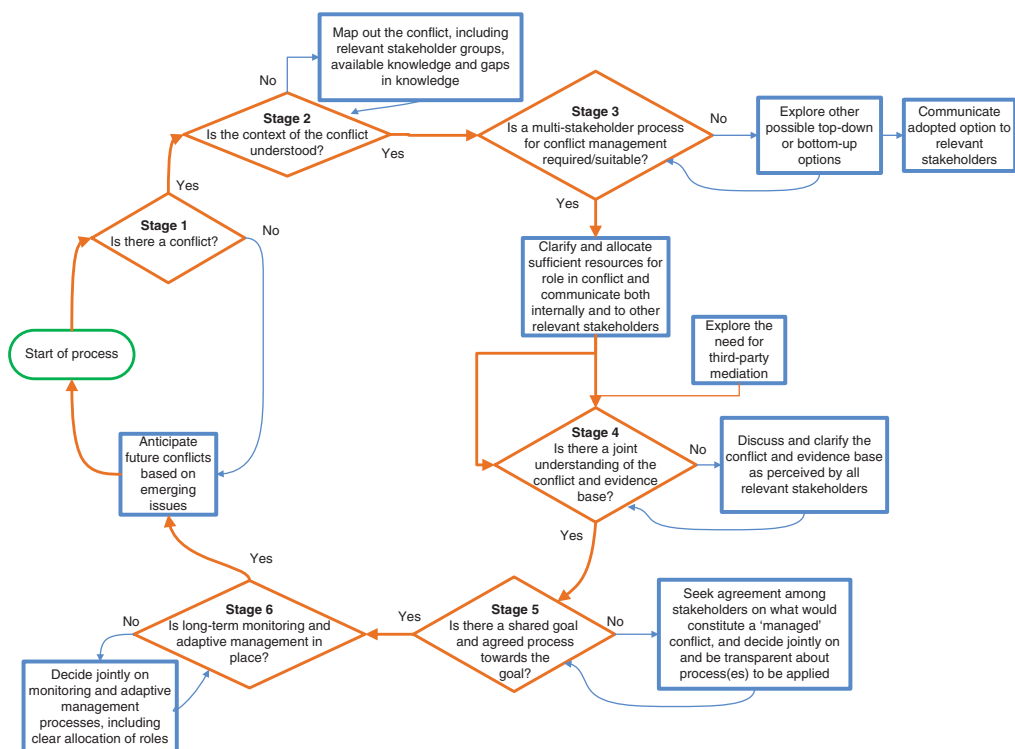 Map out the conflict, including
relevant stakeholder groups,
available knowledge and gaps
in knowledge
No
Stage 2
Is the context of the conflict
understood?
Yes
Stage 3
Is a multi-stakeholder process
for conflict management
required/suitable?
No
Explore other
possible top-down
or bottom-up
options
Communicate
adopted option to
relevant
stakeholders
Yes
Yes
Stage 1
Is there a conflict?
No
Clarify and allocate
sufficient resources for
role in conflict and
communicate both
internally and to other
relevant stakeholders
Explore the
need for
third-party
mediation
Start of process
Stage 4
Is there a joint
understanding of the
conflict and evidence
base?
No
Discuss and clarify the
conflict and evidence base
as perceived by all
relevant stakeholders
Yes
Anticipate
future conflicts
based on
emerging
issues
Yes
Stage 5
Is there a shared goal
and agreed process
towards the
goal?
No
Seek agreement among
stakeholders on what would
constitute a ‘managed’
conflict, and decide jointly on
and be transparent about
process(es) to be applied
Yes
Stage 6
Is long-term monitoring and
adaptive management in
place?
No
Decide jointly on
monitoring and adaptive
management
processes, including
clear allocation of roles